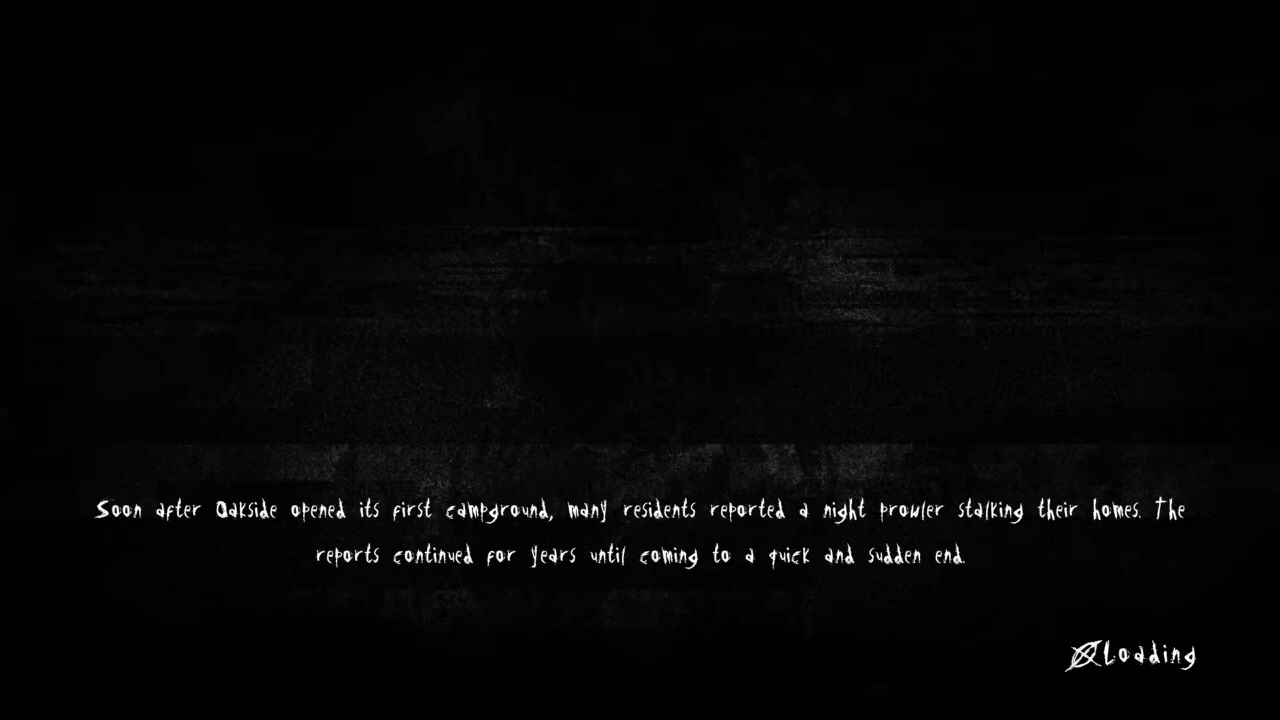 Soon after Oakside opened its first campground, many residents reported a night prowler stalking their homes. The
reports continued for years until coming to a quick and sudden end.
Loading